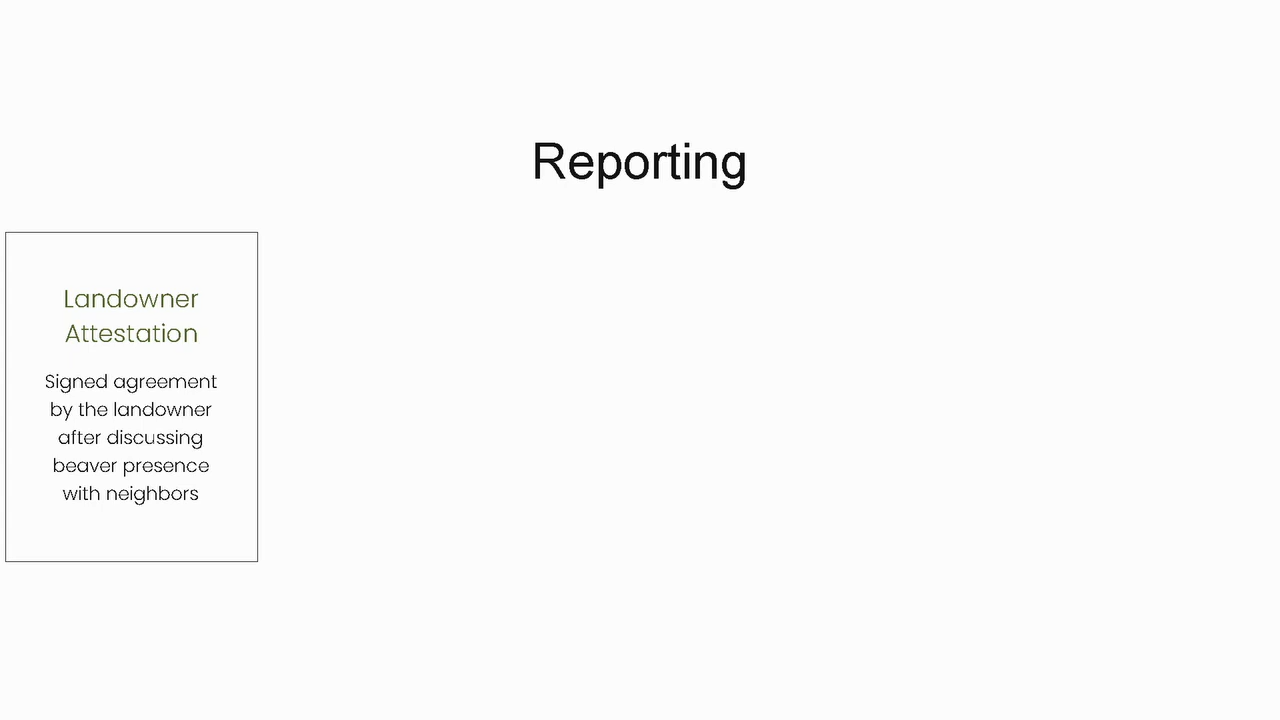 Reporting
Landowner
Attestation
Signed agreement
by the landowner
after discussing
beaver presence
with neighbors